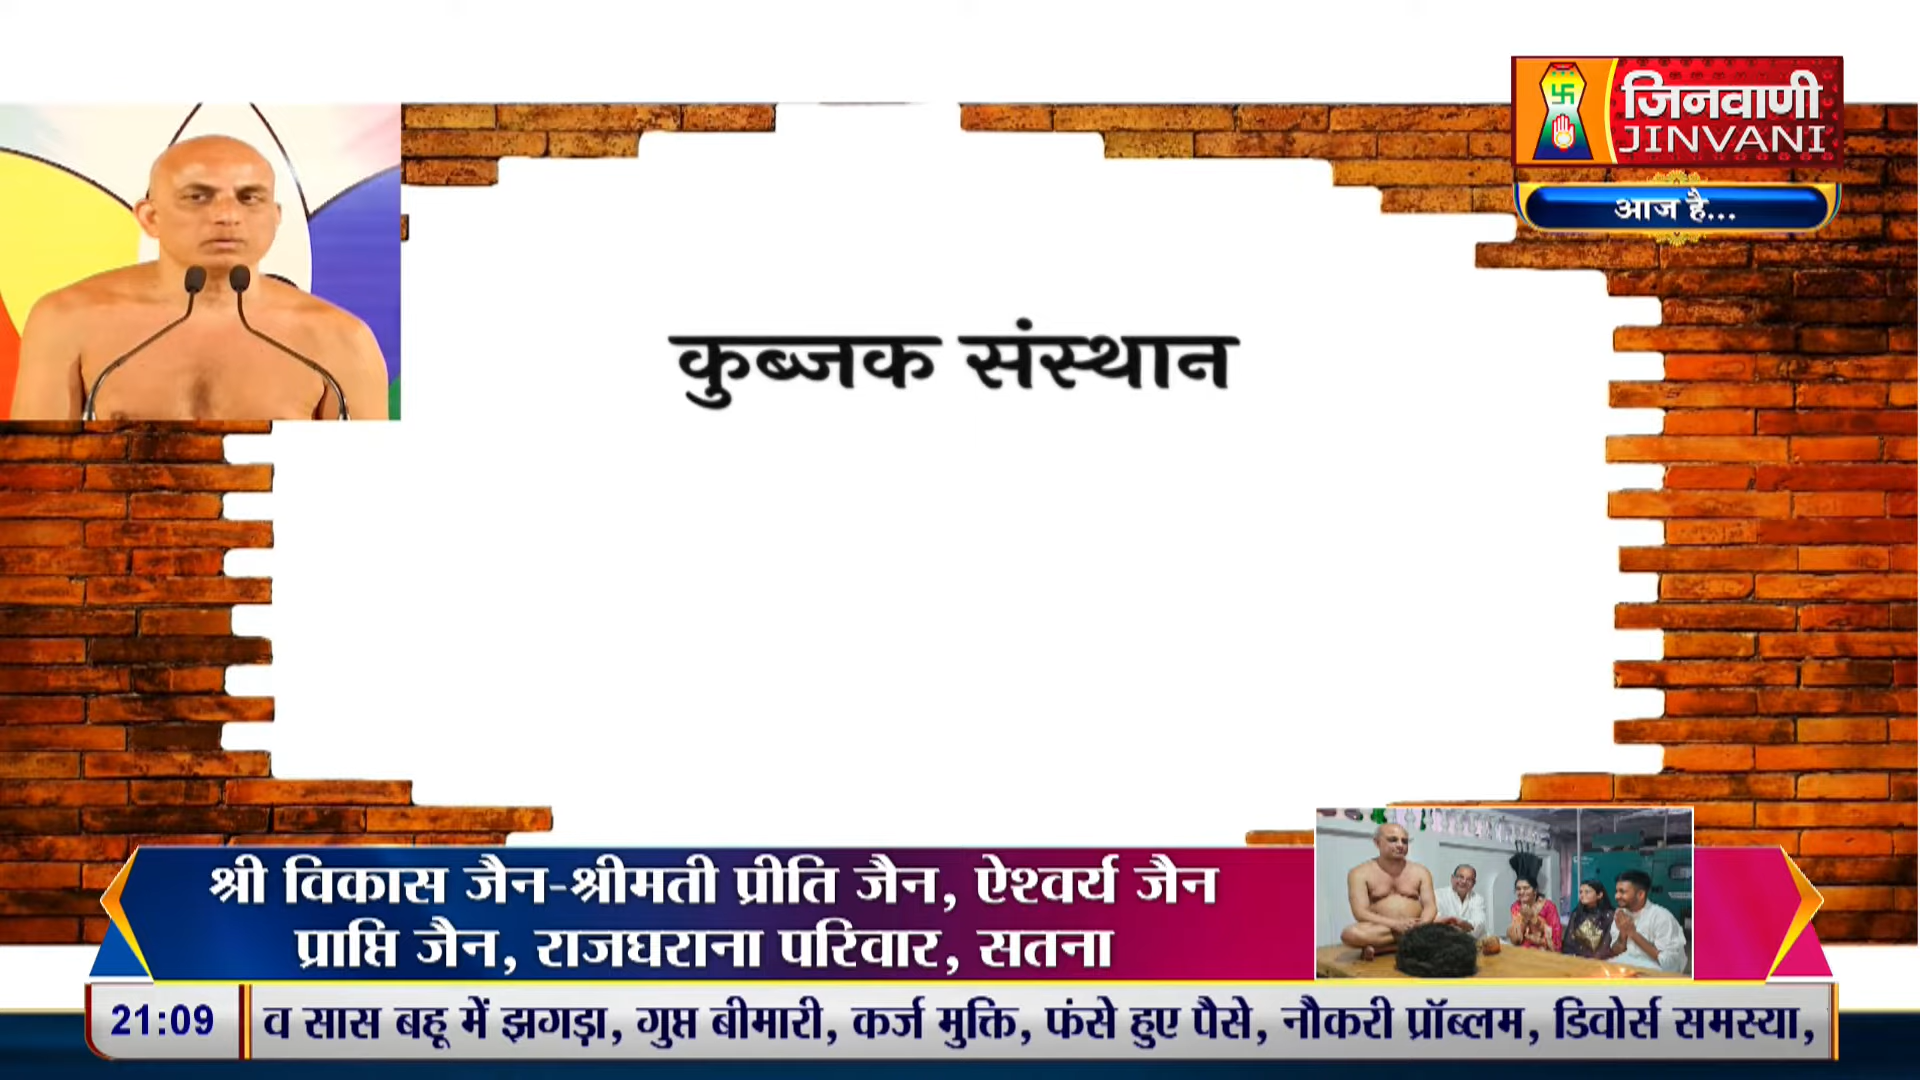 जिनवाणी
JINVANI
आज है...
कुब्जक संस्थान
श्री विकास जैन-श्रीमती प्रीति जैन, ऐश्वर्य जैन
प्राप्ति जैन, राजघराना परिवार, सतना
21:09
व सास बहू में झगड़ा, गुप्त बीमारी, कर्ज मुक्ति, फंसे हुए पैसे, नौकरी प्रॉब्लम, डिवोर्स समस्या,